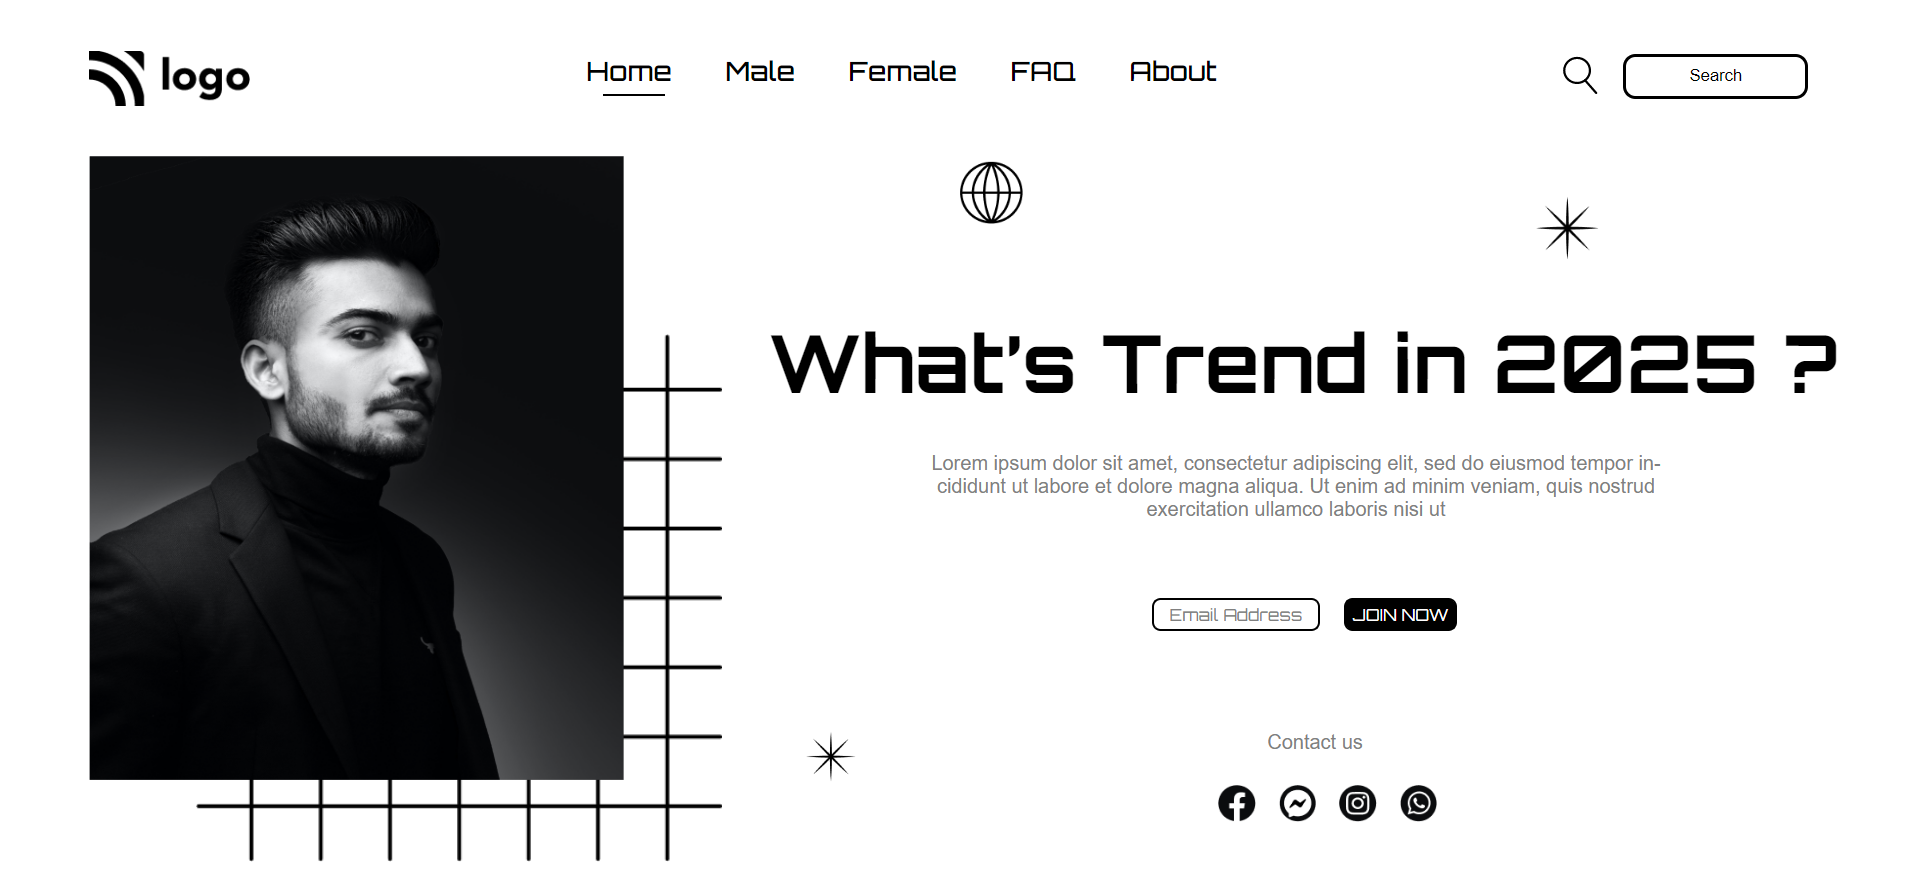 logo
Home
Male
Female
FAQ
About
Search
What's Trend in 2025 ?
Lorem ipsum dolor sit amet, consectetur adipiscing elit, sed do eiusmod tempor in-
cididunt ut labore et dolore magna aliqua. Ut enim ad minim veniam, quis nostrud
exercitation ullamco laboris nisi ut
Email Address
JOIN NOW
Contact us